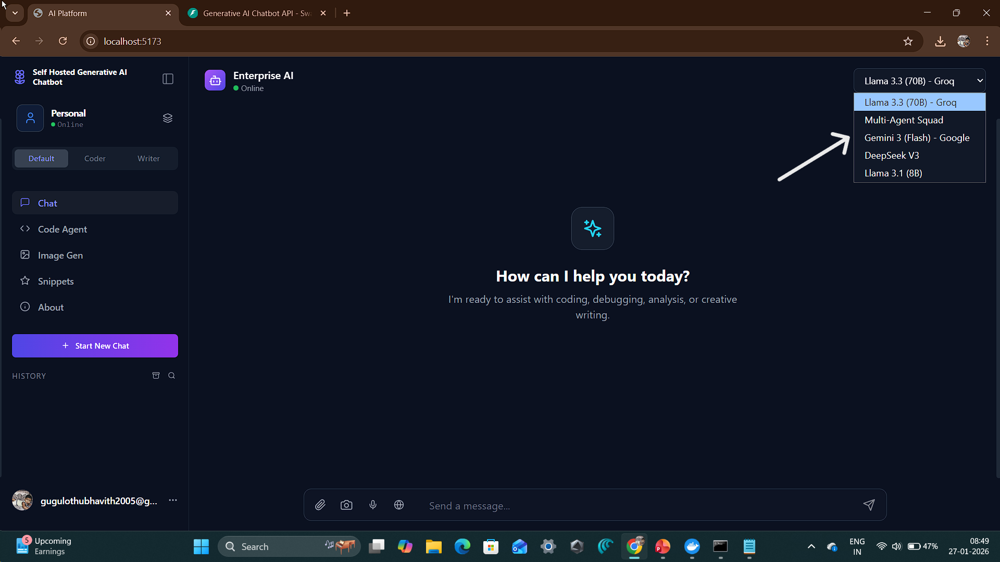 AI Platform
Generative AI Chatbot API - Swa
localhost:5173
Self Hosted Generative AI
Chatbot
Personal
Online
Default
Coder
Writer
Chat
Code Agent
Image Gen
Snippets
About
+ Start New Chat
HISTORY
gugulothubhavith2005@g...
Enterprise AI
Online
Llama 3.3 (70B) - Groq
Llama 3.3 (70B) - Groq
Multi-Agent Squad
Gemini 3 (Flash) - Google
DeepSeek V3
Llama 3.1 (8B)
How can I help you today?
I'm ready to assist with coding, debugging, analysis, or creative
writing.
Send a message...
5
Upcoming
Earnings
Search
ENG
IN
47%
08:49
27-01-2026